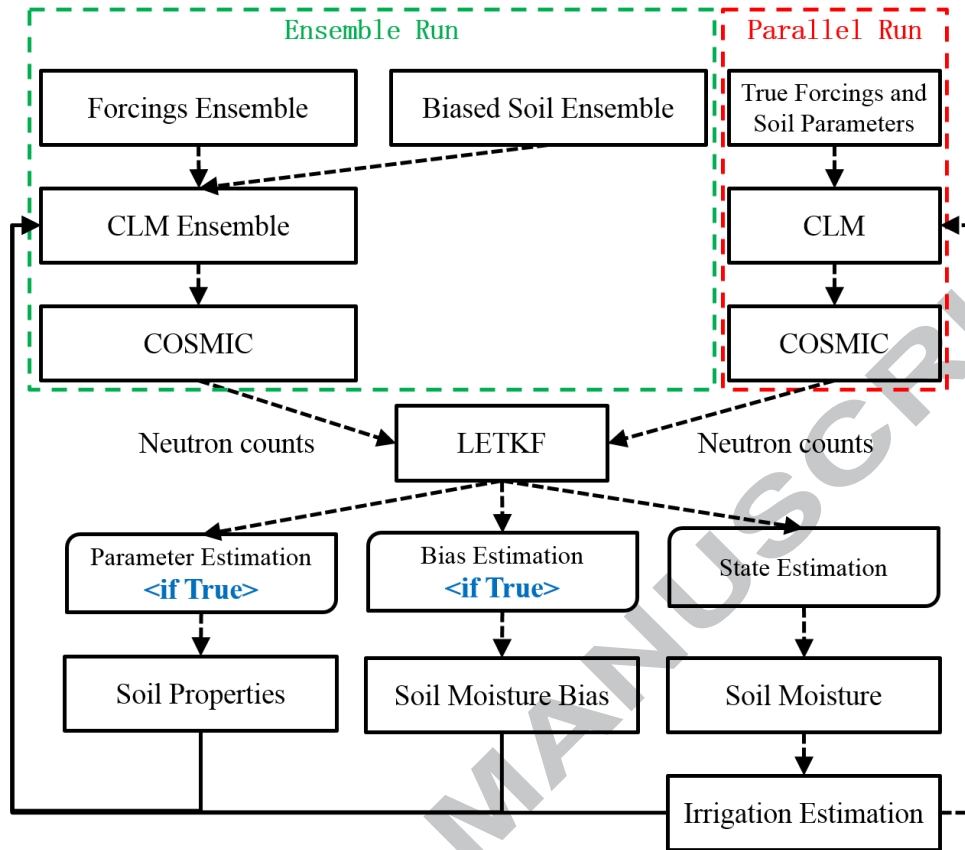 Ensemble Run
Parallel Run
Forcings Ensemble
Biased Soil Ensemble
True Forcings and
Soil Parameters
CLM Ensemble
CLM
COSMIC
COSMIC
Neutron counts
LETKF
Neutron counts
Parameter Estimation
<if True>
Bias Estimation
<if True>
State Estimation
Soil Properties
Soil Moisture Bias
Soil Moisture
Irrigation Estimation
MANUSCRI